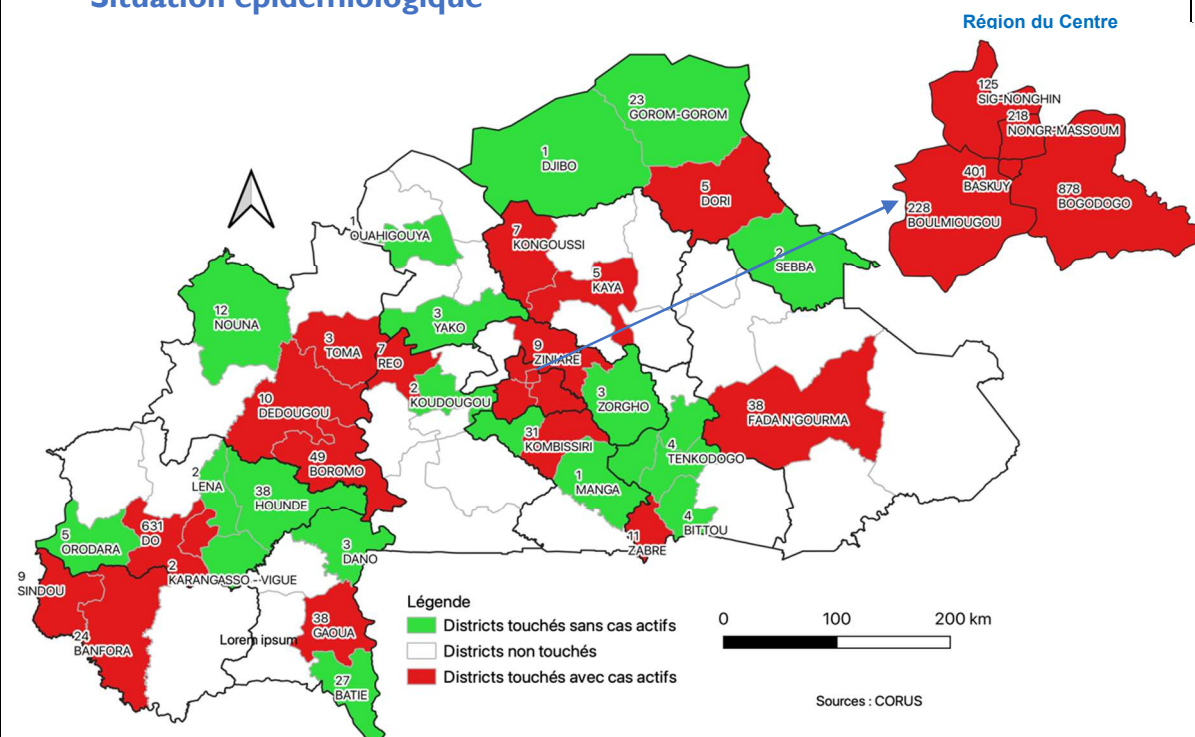 Situation épidémiologique
Région du Centre
125
SIG-NONGHIN
218
NONGR-MASSOUM
401
BASKUY
878
BOGODOGO
228
BOULMIOUGOU
23
GOROM-GOROM
1
DJIBO
5
DORI
1
OUAHIGOUYA
7
KONGOUSSI
2
SEBBA
5
KAYA
12
NOUNA
3
YAKO
3
TOMA
7
REO
9
ZINIARE
2
KOUDOUGOU
3
ZORGHO
10
DEDOUGOU
38
FADA N'GOURMA
31
KOMBISSIRI
4
TENKODOGO
49
BOROMO
2
LENA
38
HOUNDE
1
MANGA
4
BITTOU
11
ZABRE
5
ORODARA
631
DO
3
DANO
2
KARANGASSO - VIGUE
9
SINDOU
24
BANFORA
38
GAOUA
Lorem ipsum
27
BATIE
Légende
Districts touchés sans cas actifs
Districts non touchés
Districts touchés avec cas actifs
0 100 200 km
Sources : CORUS